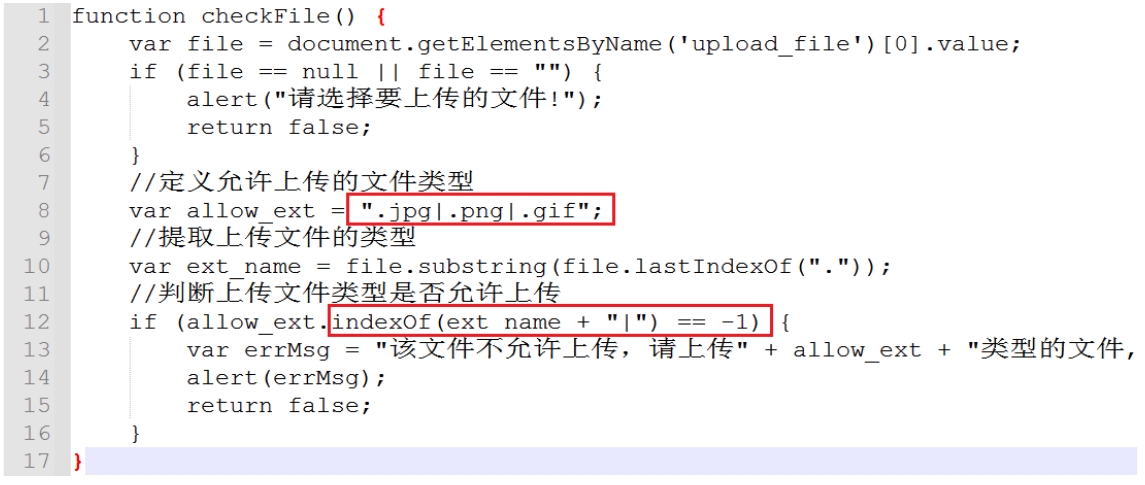 1 function checkFile() {
2     var file = document.getElementsByName('upload_file')[0].value;
3     if (file == null || file == "") {
4         alert("请选择要上传的文件!");
5         return false;
6     }
7     //定义允许上传的文件类型
8     var allow_ext = ".jpg|.png|.gif";
9     //提取上传文件的类型
10     var ext_name = file.substring(file.lastIndexOf("."));
11     //判断上传文件类型是否允许上传
12     if (allow_ext.indexOf(ext_name + "|") == -1) {
13         var errMsg = "该文件不允许上传，请上传" + allow_ext + "类型的文件,
14         alert(errMsg);
15         return false;
16     }
17 }